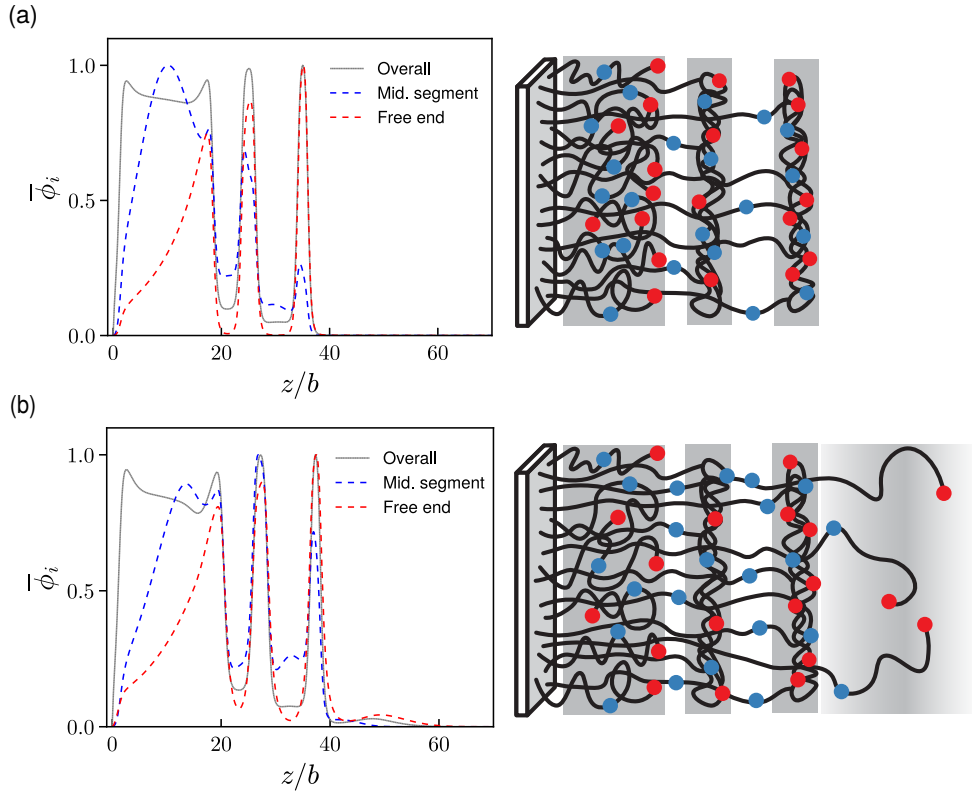 (a)
1.0
0.5
0.0
ϕ̅ᵢ
Overall
Mid. segment
Free end
0
20
40
60
z/b
(b)
1.0
0.5
0.0
ϕ̅ᵢ
Overall
Mid. segment
Free end
0
20
40
60
z/b